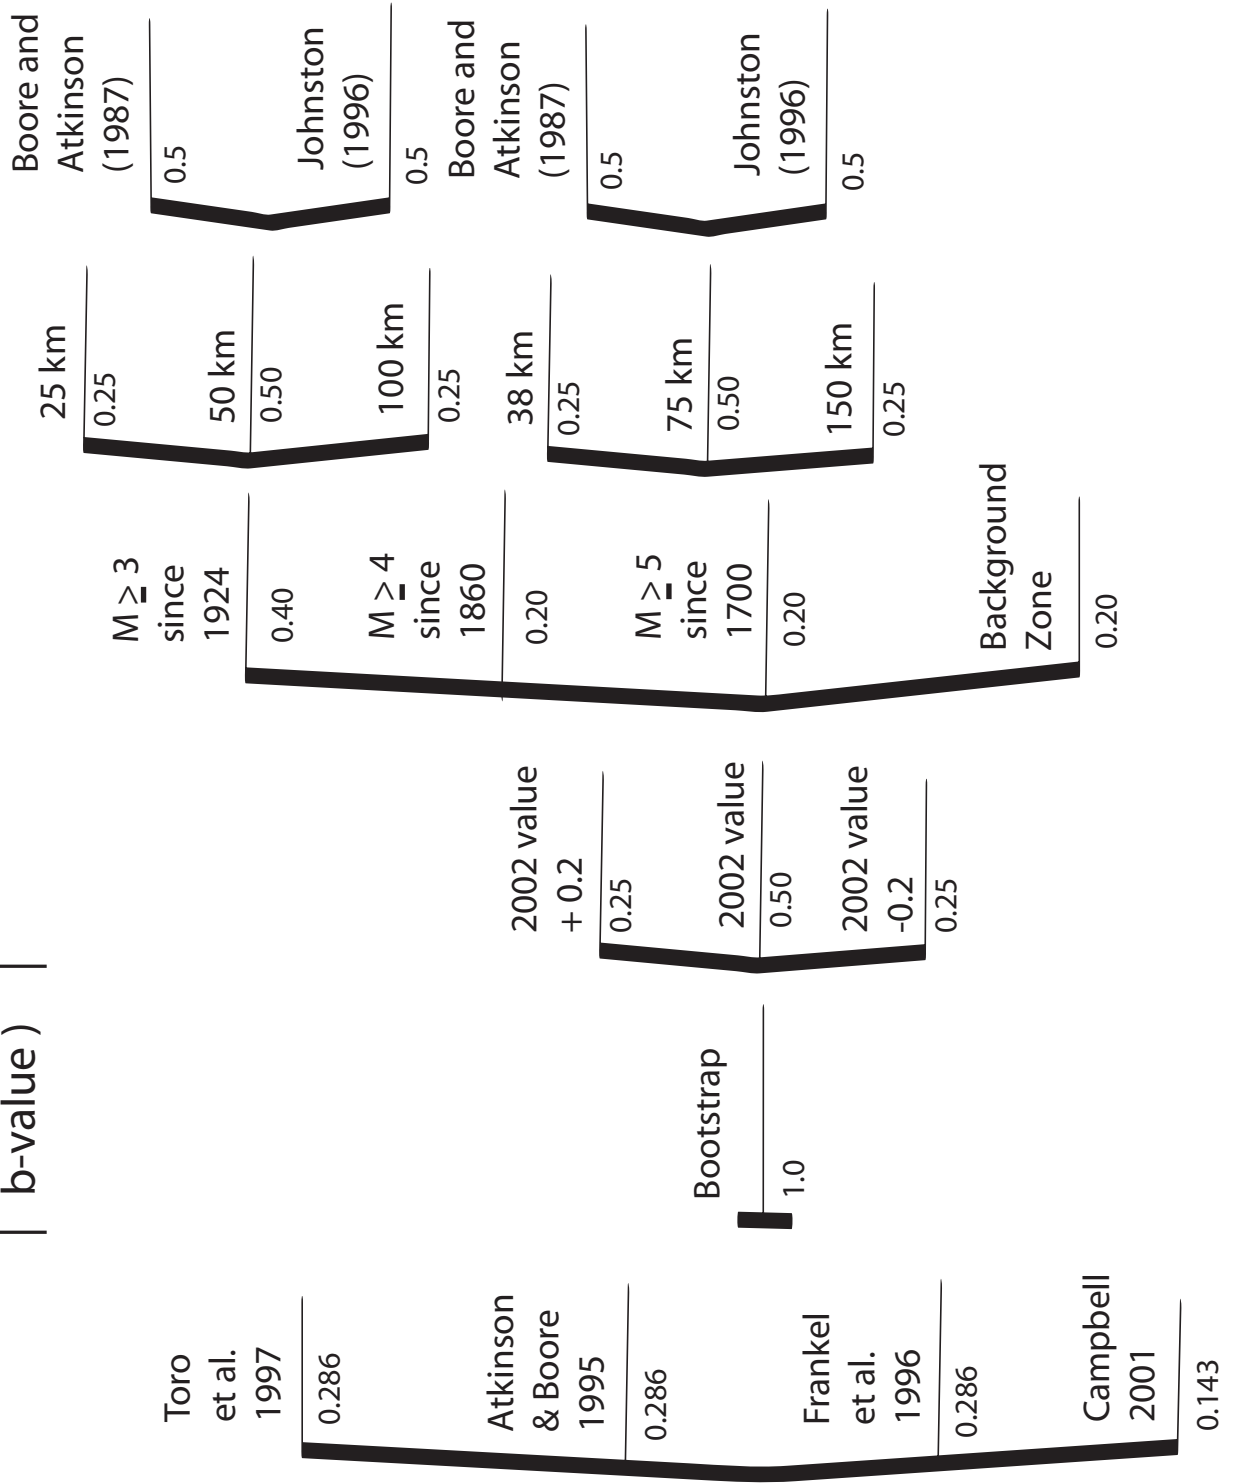 b-value )
Toro
et al.
1997
0.286
Atkinson
& Boore
1995
0.286
Frankel
et al.
1996
0.286
Campbell
2001
0.143
Bootstrap
1.0
2002 value
+ 0.2
0.25
2002 value
0.50
2002 value
-0.2
0.25
M ≥ 3
since
1924
0.40
M ≥ 4
since
1860
0.20
M ≥ 5
since
1700
0.20
Background
Zone
0.20
25 km
0.25
50 km
0.50
100 km
0.25
38 km
0.25
75 km
0.50
150 km
0.25
Boore and
Atkinson
(1987)
0.5
Johnston
(1996)
0.5
Boore and
Atkinson
(1987)
0.5
Johnston
(1996)
0.5